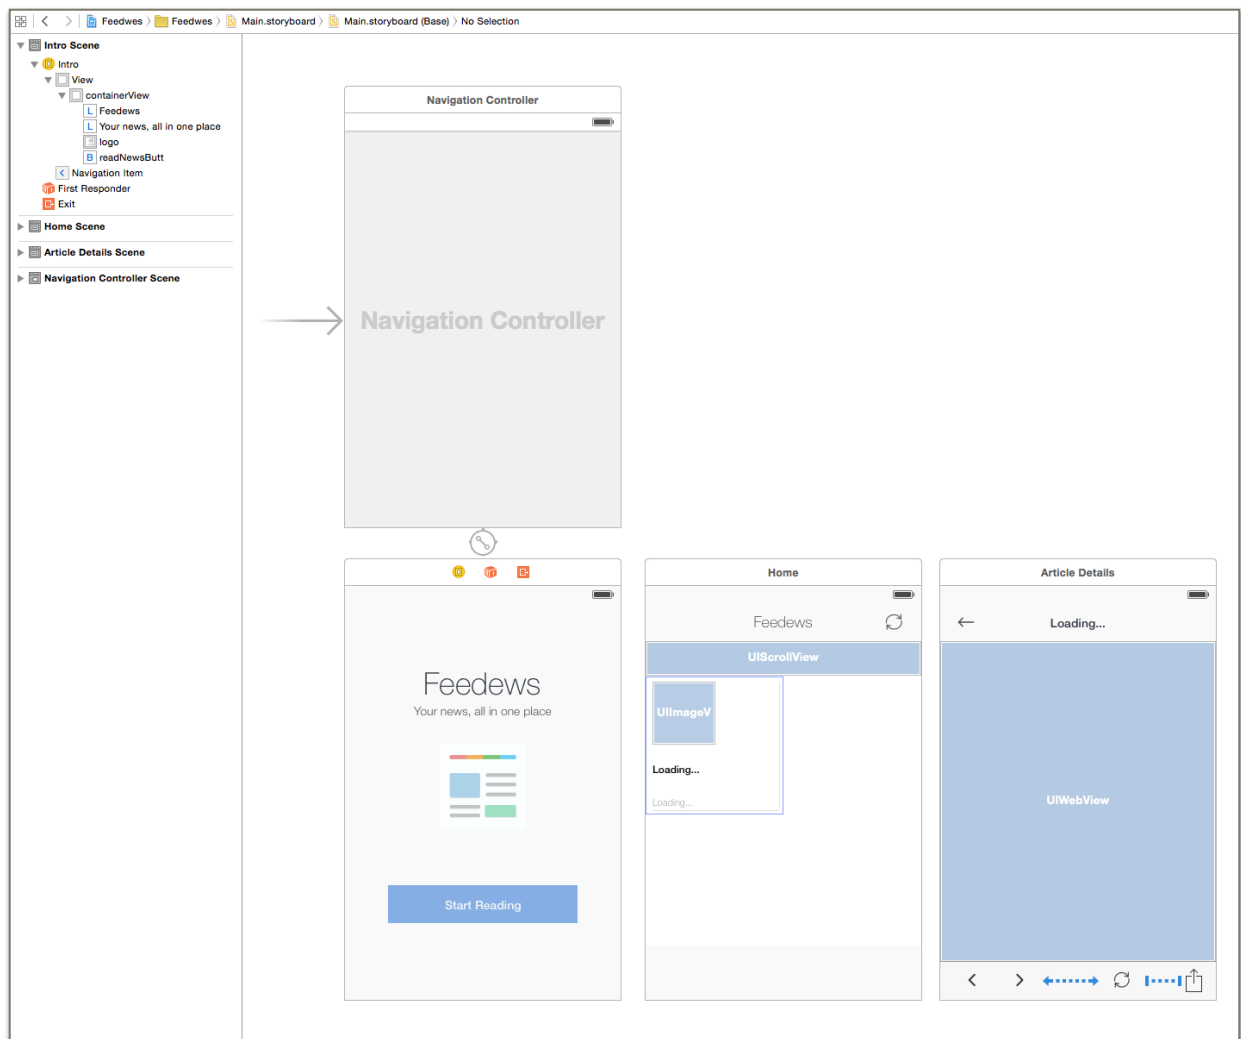 Feedwes Feedwes Main.storyboard Main.storyboard (Base) No Selection
Intro Scene
Intro
View
containerView
L Feedews
L Your news, all in one place
logo
B readNewsButt
Navigation Item
First Responder
Exit
Home Scene
Article Details Scene
Navigation Controller Scene
Navigation Controller
Navigation Controller
Feedews
Your news, all in one place
Start Reading
Home
Feedews
UIScrollView
UIImageV
Loading...
Loading...
Article Details
Loading...
UIWebView